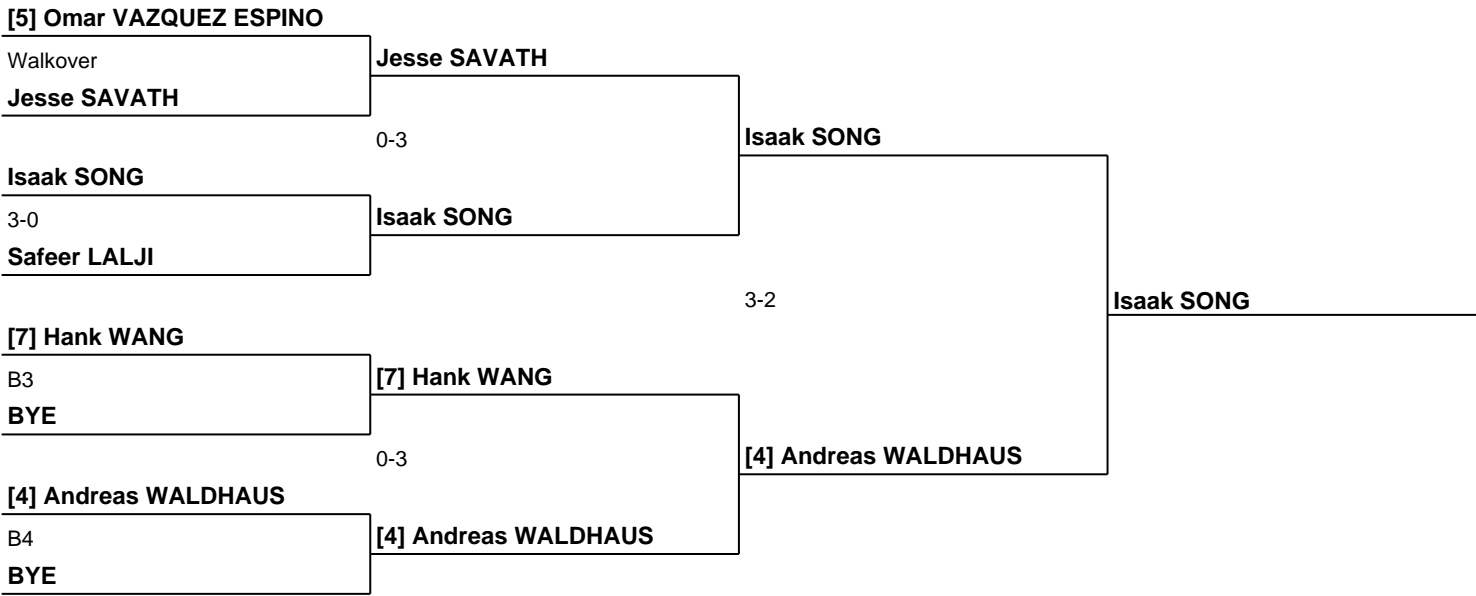 [5] Omar VAZQUEZ ESPINO
Walkover
Jesse SAVATH
Jesse SAVATH
0-3
Isaak SONG
Isaak SONG
3-0
Safeer LALJI
Isaak SONG
3-2
Isaak SONG
[7] Hank WANG
B3
BYE
[7] Hank WANG
0-3
[4] Andreas WALDHAUS
[4] Andreas WALDHAUS
B4
BYE
[4] Andreas WALDHAUS